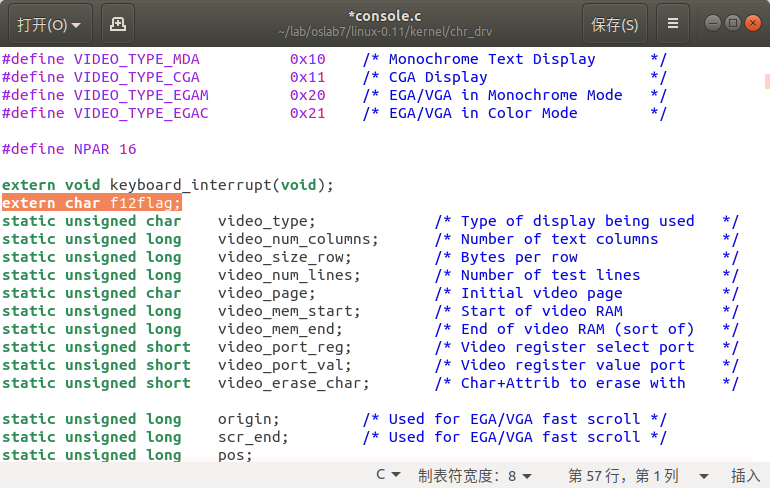 打开(O)
*console.c
~/lab/oslab7/linux-0.11/kernel/chr_drv
保存(S)
#define VIDEO_TYPE_MDA 0x10 /* Monochrome Text Display */
#define VIDEO_TYPE_CGA 0x11 /* CGA Display */
#define VIDEO_TYPE_EGAM 0x20 /* EGA/VGA in Monochrome Mode */
#define VIDEO_TYPE_EGAC 0x21 /* EGA/VGA in Color Mode */
#define NPAR 16
extern void keyboard_interrupt(void);
extern char f12flag;
static unsigned char video_type; /* Type of display being used */
static unsigned long video_num_columns; /* Number of text columns */
static unsigned long video_size_row; /* Bytes per row */
static unsigned long video_num_lines; /* Number of test lines */
static unsigned char video_page; /* Initial video page */
static unsigned long video_mem_start; /* Start of video RAM */
static unsigned long video_mem_end; /* End of video RAM (sort of) */
static unsigned short video_port_reg; /* Video register select port */
static unsigned short video_port_val; /* Video register value port */
static unsigned short video_erase_char; /* Char+Attrib to erase with */
static unsigned long origin; /* Used for EGA/VGA fast scroll */
static unsigned long scr_end; /* Used for EGA/VGA fast scroll */
static unsigned long pos;
C 制表符宽度：8 第 57 行，第 1 列 插入